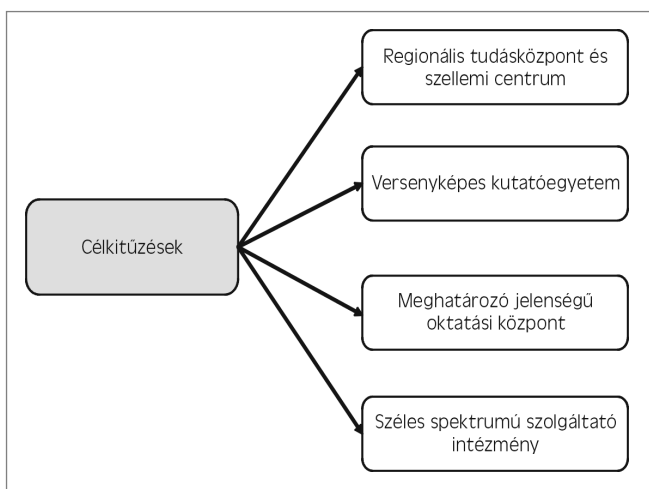 Célkitűzések
Regionális tudásközpont és
szellemi centrum
Versenyképes kutatóegyetem
Meghatározó jelenségű
oktatási központ
Széles spektrumú szolgáltató
intézmény